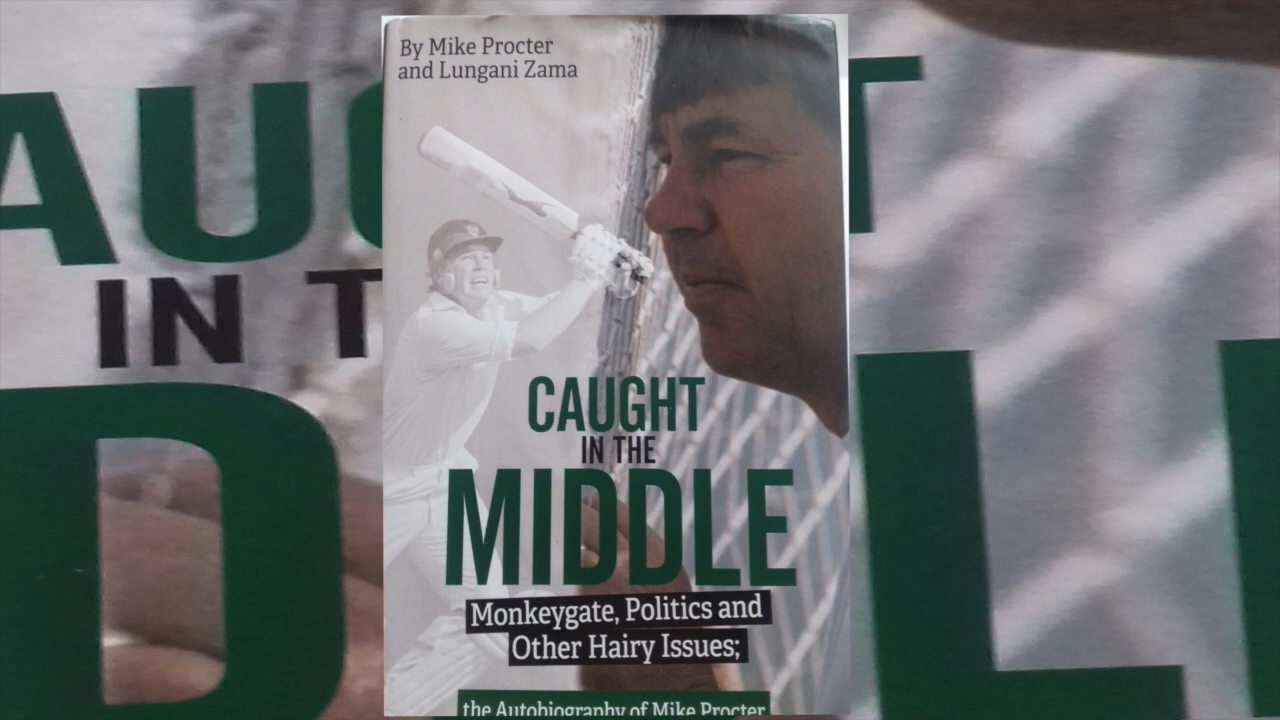 By Mike Procter
and Lungani Zama
CAUGHT
IN THE
MIDDLE
Monkeygate, Politics and
Other Hairy Issues;
the Autobiography of Mike Procter